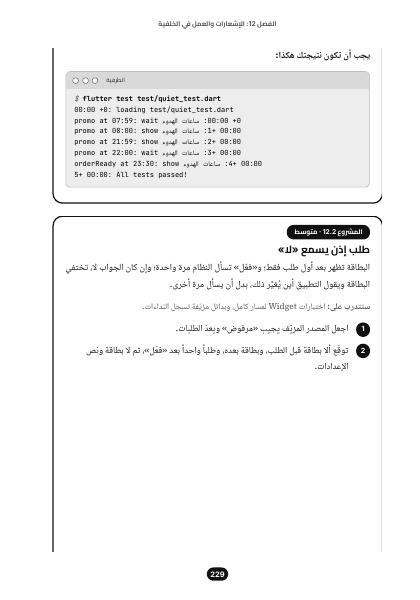 الفصل 12: الإشعارات والعمل في الخلفية
يجب أن تكون نتيجتك هكذا:
الطرفية
$ flutter test test/quiet_test.dart
00:00 +0: loading test/quiet_test.dart
promo at 07:59: wait ساعات الهدوء :00:00 +0
promo at 08:00: show ساعات الهدوء :1+ 00:00
promo at 21:59: show ساعات الهدوء :2+ 00:00
promo at 22:00: wait ساعات الهدوء :3+ 00:00
orderReady at 23:30: show ساعات الهدوء :4+ 00:00
5+ 00:00: All tests passed!
المشروع 12.2 · متوسط
طلب إذن يسمع «لا»
البطاقة تظهر بعد أول طلب فقط؛ و«فعّل» تسأل النظام مرة واحدة؛ وإن كان الجواب لا، تختفي
البطاقة ويقول التطبيق أين يُغيَّر ذلك، بدل أن يسأل مرة أخرى.
ستتدرب على: اختبارات Widget لمسار كامل، وبدائل مزيّفة تسجل النداءات.
1 اجعل المصدر المزيّف يجيب «مرفوض» ويعدّ الطلبات.
2 توقّع ألا بطاقة قبل الطلب، وبطاقة بعده، وطلباً واحداً بعد «فعّل»، ثم لا بطاقة ونص
الإعدادات.
229